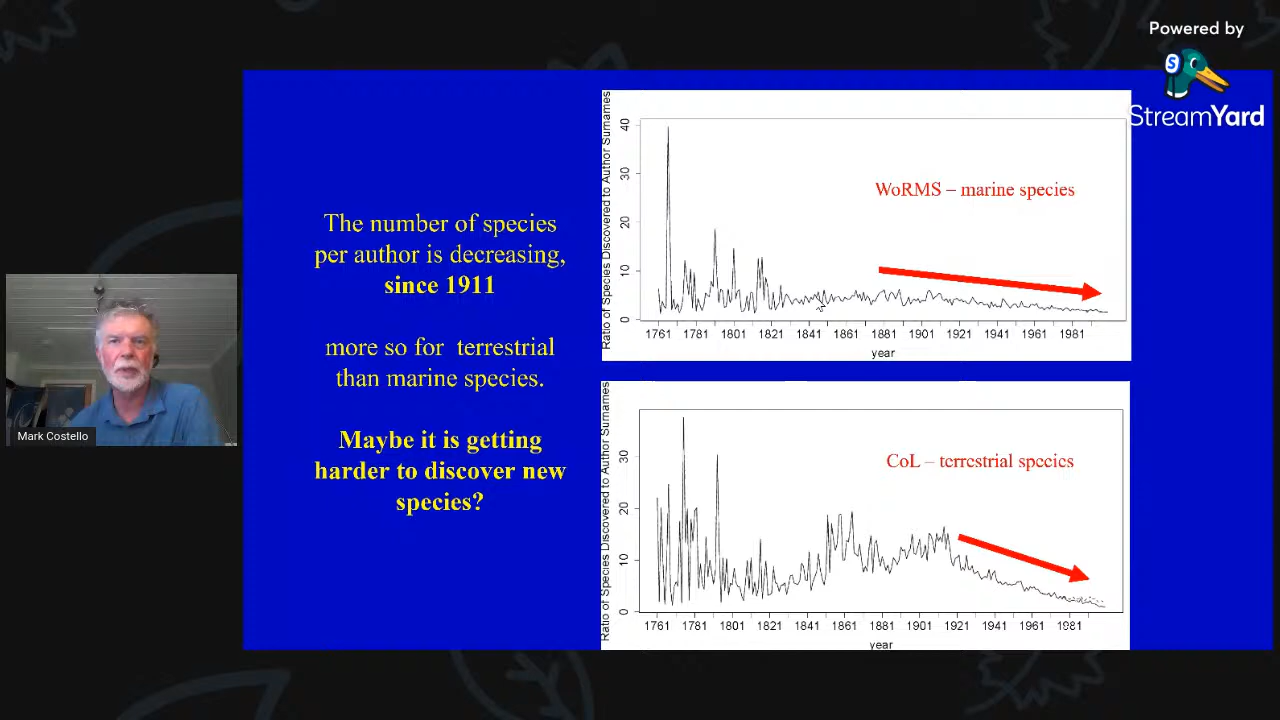 Powered by
StreamYard
The number of species
per author is decreasing,
since 1911
more so for terrestrial
than marine species.
Maybe it is getting
harder to discover new
species?
Ratio of Species Discovered to Author Surnames
40
30
20
10
0
WoRMS – marine species
1761 1781 1801 1821 1841 1861 1881 1901 1921 1941 1961 1981
year
Ratio of Species Discovered to Author Surnames
30
20
10
0
CoL – terrestrial species
1761 1781 1801 1821 1841 1861 1881 1901 1921 1941 1961 1981
year
Mark Costello